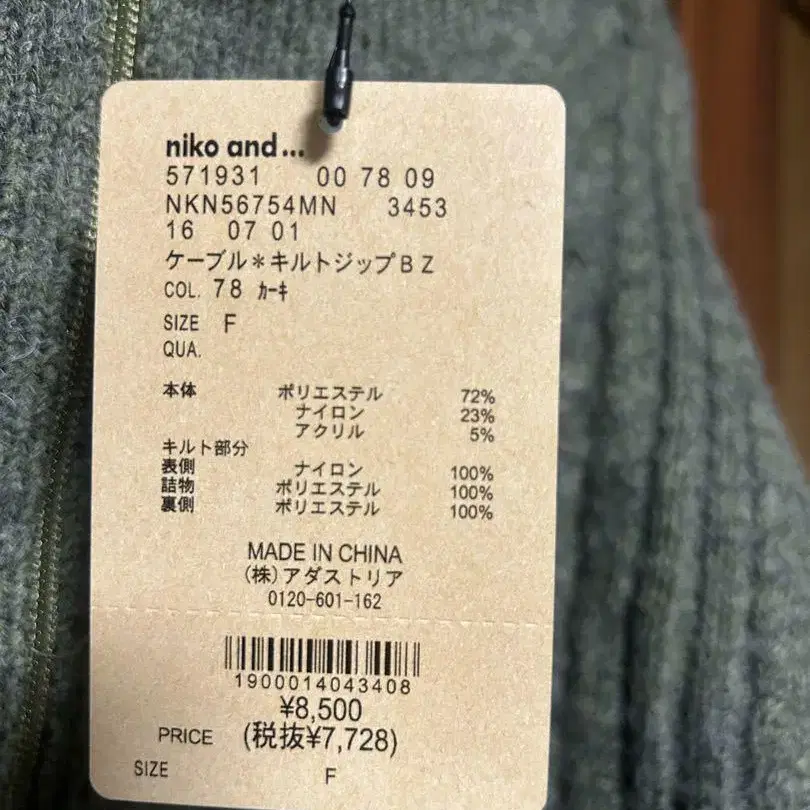 niko and...
571931 00 78 09
NKN56754MN 3453
16 07 01
ケーブル＊キルトジップＢＺ
COL. 78 ｶｰｷ
SIZE F
QUA.
本体 ポリエステル 72%
ナイロン 23%
アクリル 5%
キルト部分
表側 ナイロン 100%
詰物 ポリエステル 100%
裏側 ポリエステル 100%
MADE IN CHINA
(株)アダストリア
0120-601-162
1900014043408
¥8,500
PRICE (税抜¥7,728)
SIZE F